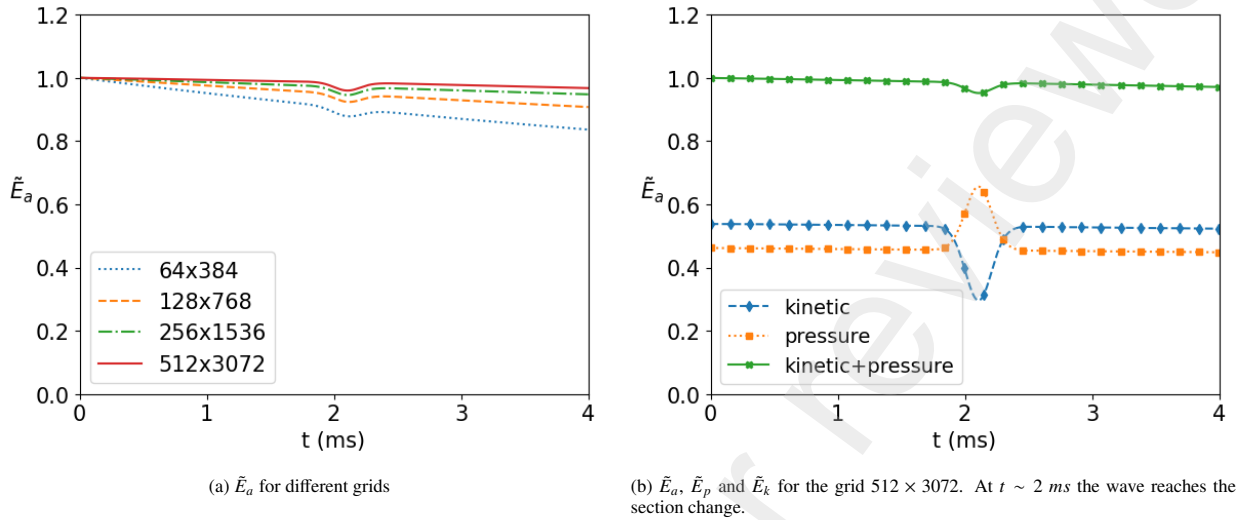 1.2
1.0
0.8
Ẽa
0.6
0.4
0.2
0.0
64x384
128x768
256x1536
512x3072
0 1 2 3 4
t (ms)
(a) Ẽa for different grids
1.2
1.0
0.8
Ẽa
0.6
0.4
0.2
0.0
kinetic
pressure
kinetic+pressure
0 1 2 3 4
t (ms)
(b) Ẽa, Ẽp and Ẽk for the grid 512 × 3072. At t ∼ 2 ms the wave reaches the
section change.
r reviewe